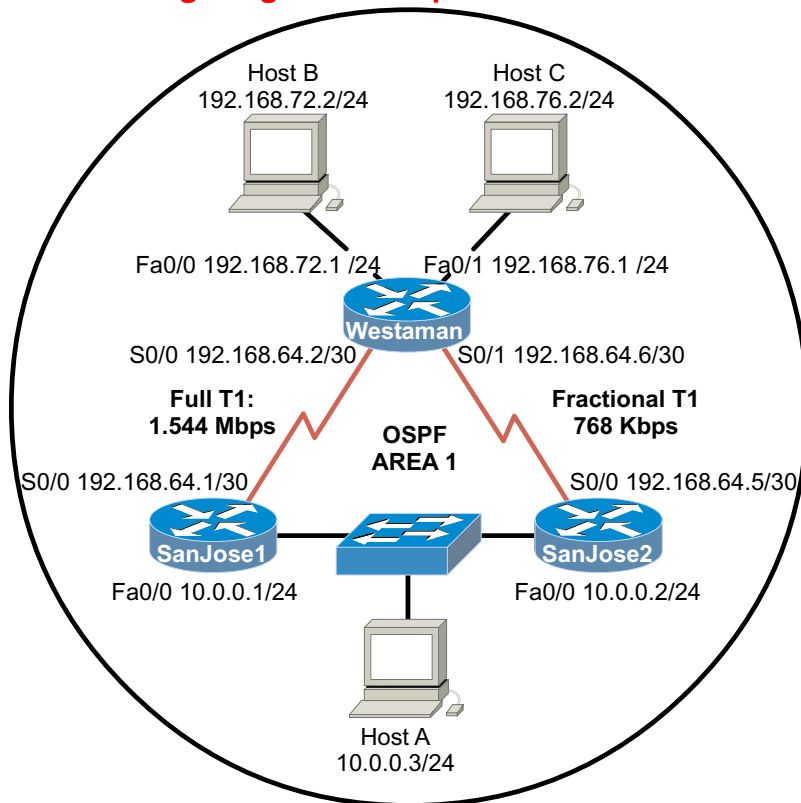 Host B
192.168.72.2/24
Host C
192.168.76.2/24
Fa0/0 192.168.72.1 /24
Fa0/1 192.168.76.1 /24
Westaman
S0/0 192.168.64.2/30
S0/1 192.168.64.6/30
Full T1:
1.544 Mbps
Fractional T1
768 Kbps
OSPF
AREA 1
S0/0 192.168.64.1/30
S0/0 192.168.64.5/30
SanJose1
SanJose2
Fa0/0 10.0.0.1/24
Fa0/0 10.0.0.2/24
Host A
10.0.0.3/24